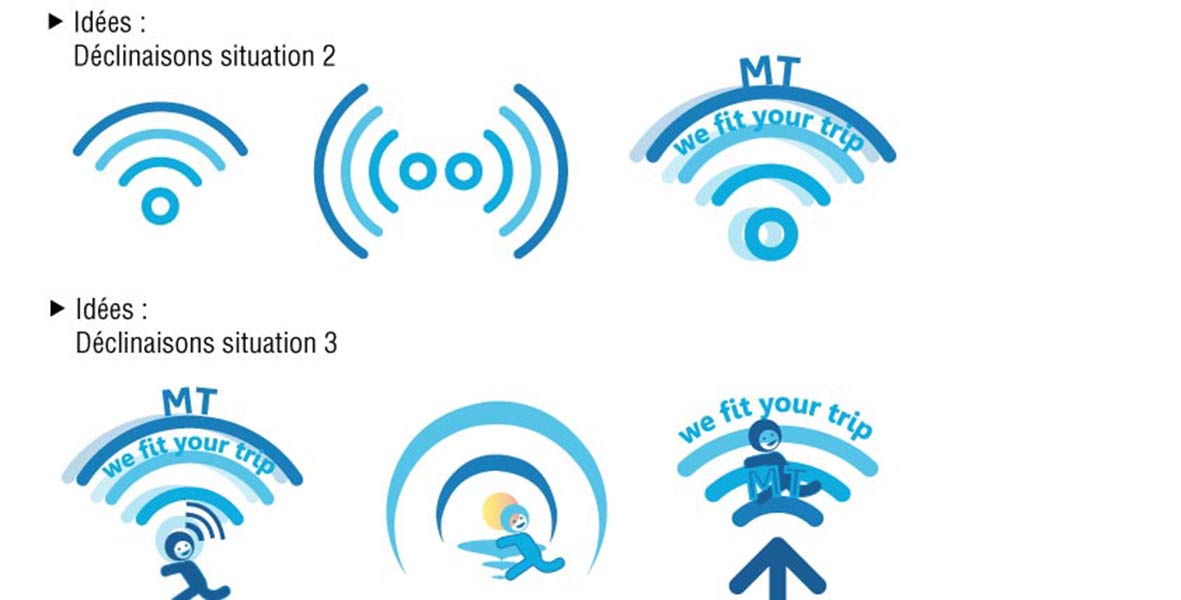 Idées :
Déclinaisons situation 2
MT
we fit your trip
Idées :
Déclinaisons situation 3
MT
we fit your trip
we fit your trip
MT